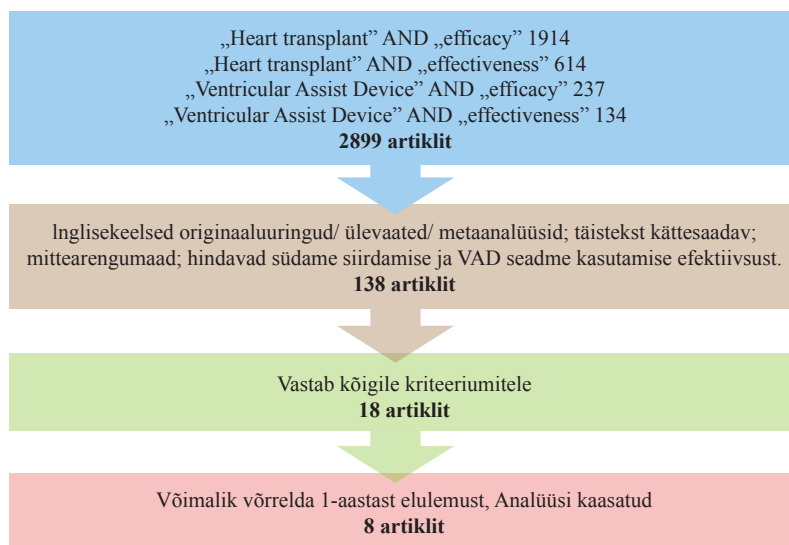 „Heart transplant” AND „efficacy” 1914
„Heart transplant” AND „effectiveness” 614
„Ventricular Assist Device” AND „efficacy” 237
„Ventricular Assist Device” AND „effectiveness” 134
2899 artiklit
lnglisekeelsed originaaluuringud/ ülevaated/ metaanalüüsid; täistekst kättesaadav;
mittearengumaad; hindavad südame siirdamise ja VAD seadme kasutamise efektiivsust.
138 artiklit
Vastab kõigile kriteeriumitele
18 artiklit
Võimalik võrrelda 1-aastast elulemust, Analüüsi kaasatud
8 artiklit